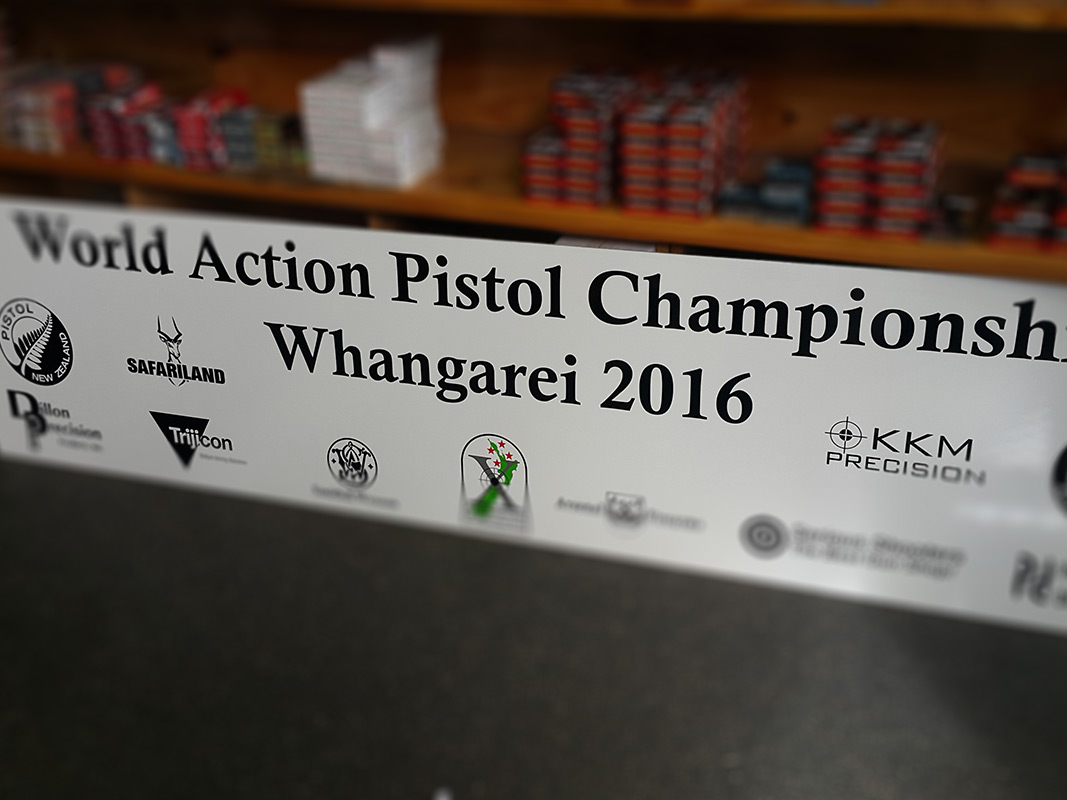 World Action Pistol Championshi
Whangarei 2016
PISTOL
NEW ZEALAND
SAFARILAND
Dillon
Precision
Trijicon
KKM
PRECISION